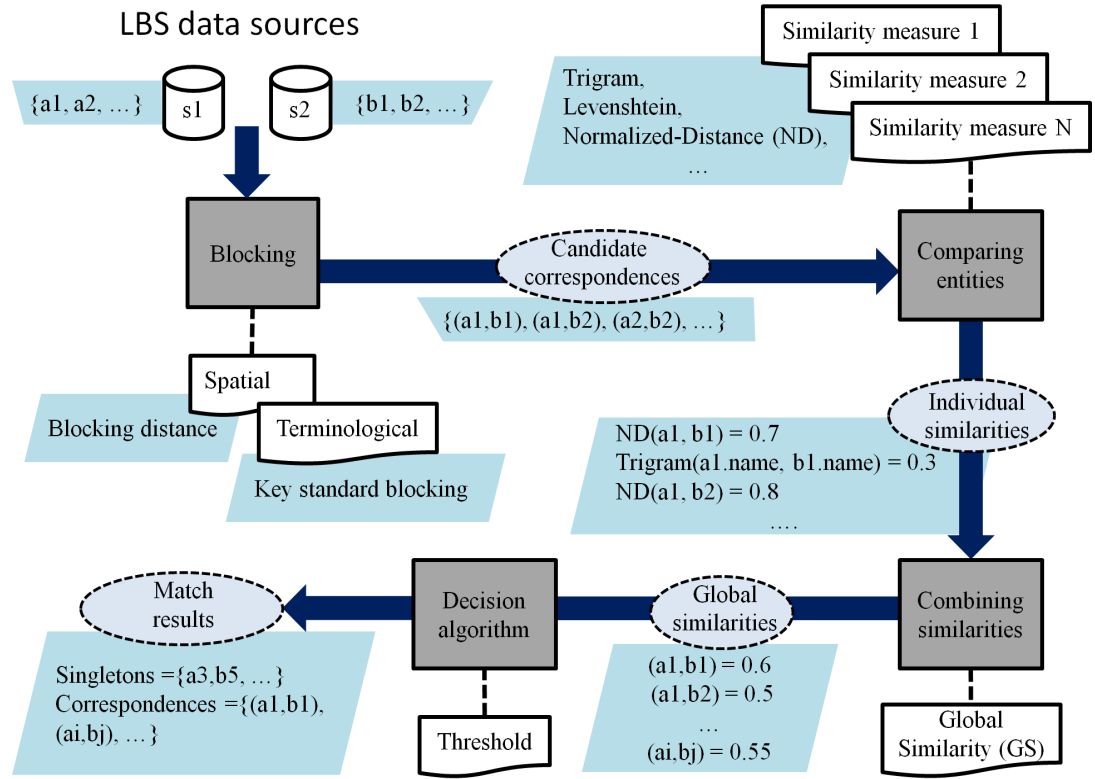 LBS data sources
{a1, a2, …}
s1
s2
{b1, b2, …}
Similarity measure 1
Similarity measure 2
Similarity measure N
Trigram,
Levenshtein,
Normalized-Distance (ND),
…
Blocking
Candidate
correspondences
{(a1,b1), (a1,b2), (a2,b2), …}
Comparing
entities
Spatial
Blocking distance
Terminological
Key standard blocking
Individual
similarities
ND(a1, b1) = 0.7
Trigram(a1.name, b1.name) = 0.3
ND(a1, b2) = 0.8
….
Match
results
Decision
algorithm
Global
similarities
Combining
similarities
Singletons ={a3,b5, …}
Correspondences ={(a1,b1),
(ai,bj), …}
Threshold
(a1,b1) = 0.6
(a1,b2) = 0.5
…
(ai,bj) = 0.55
Global
Similarity (GS)